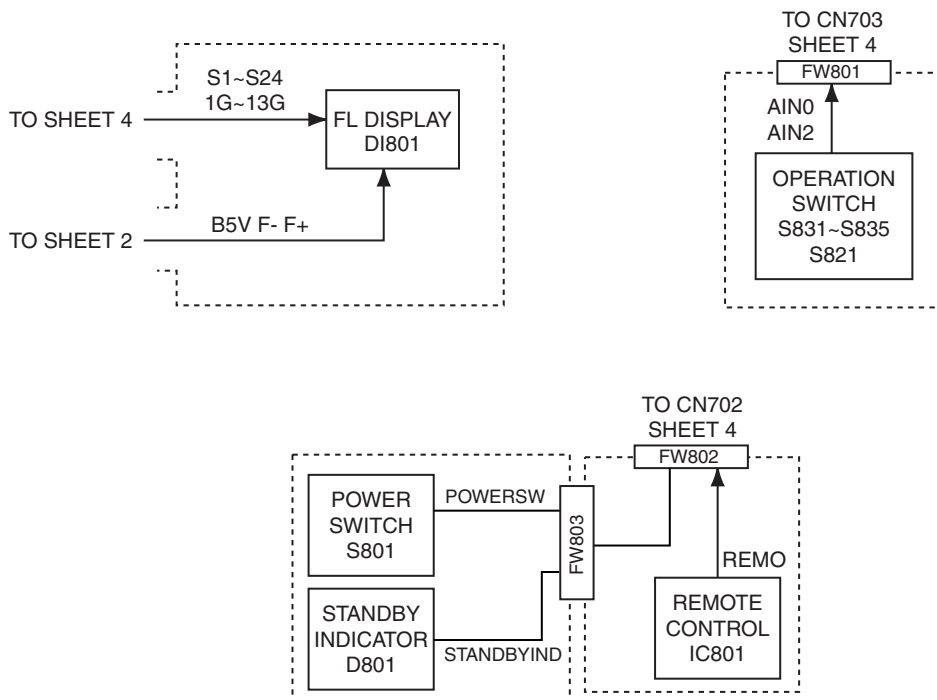 TO SHEET 4
S1~S24
1G~13G
FL DISPLAY
DI801
TO SHEET 2
B5V F- F+
TO CN703
SHEET 4
FW801
AIN0
AIN2
OPERATION
SWITCH
S831~S835
S821
TO CN702
SHEET 4
FW802
POWER
SWITCH
S801
POWERSW
FW803
STANDBY
INDICATOR
D801
STANDBYIND
REMO
REMOTE
CONTROL
IC801